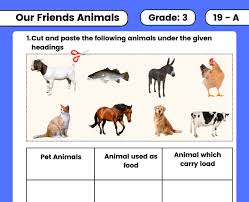 Our Friends Animals
Grade: 3
19 - A
1.Cut and paste the following animals under the given
headings
Pet Animals
Animal used as
food
Animal which
carry load